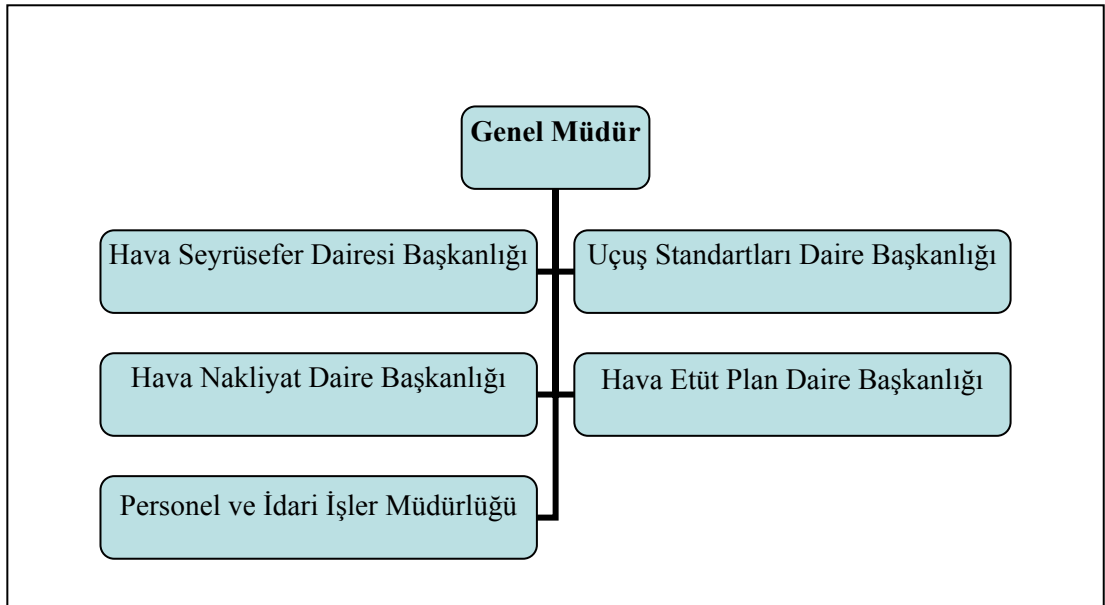 Genel Müdür
Hava Seyrüsefer Dairesi Başkanlığı
Uçuş Standartları Daire Başkanlığı
Hava Nakliyat Daire Başkanlığı
Hava Etüt Plan Daire Başkanlığı
Personel ve İdari İşler Müdürlüğü